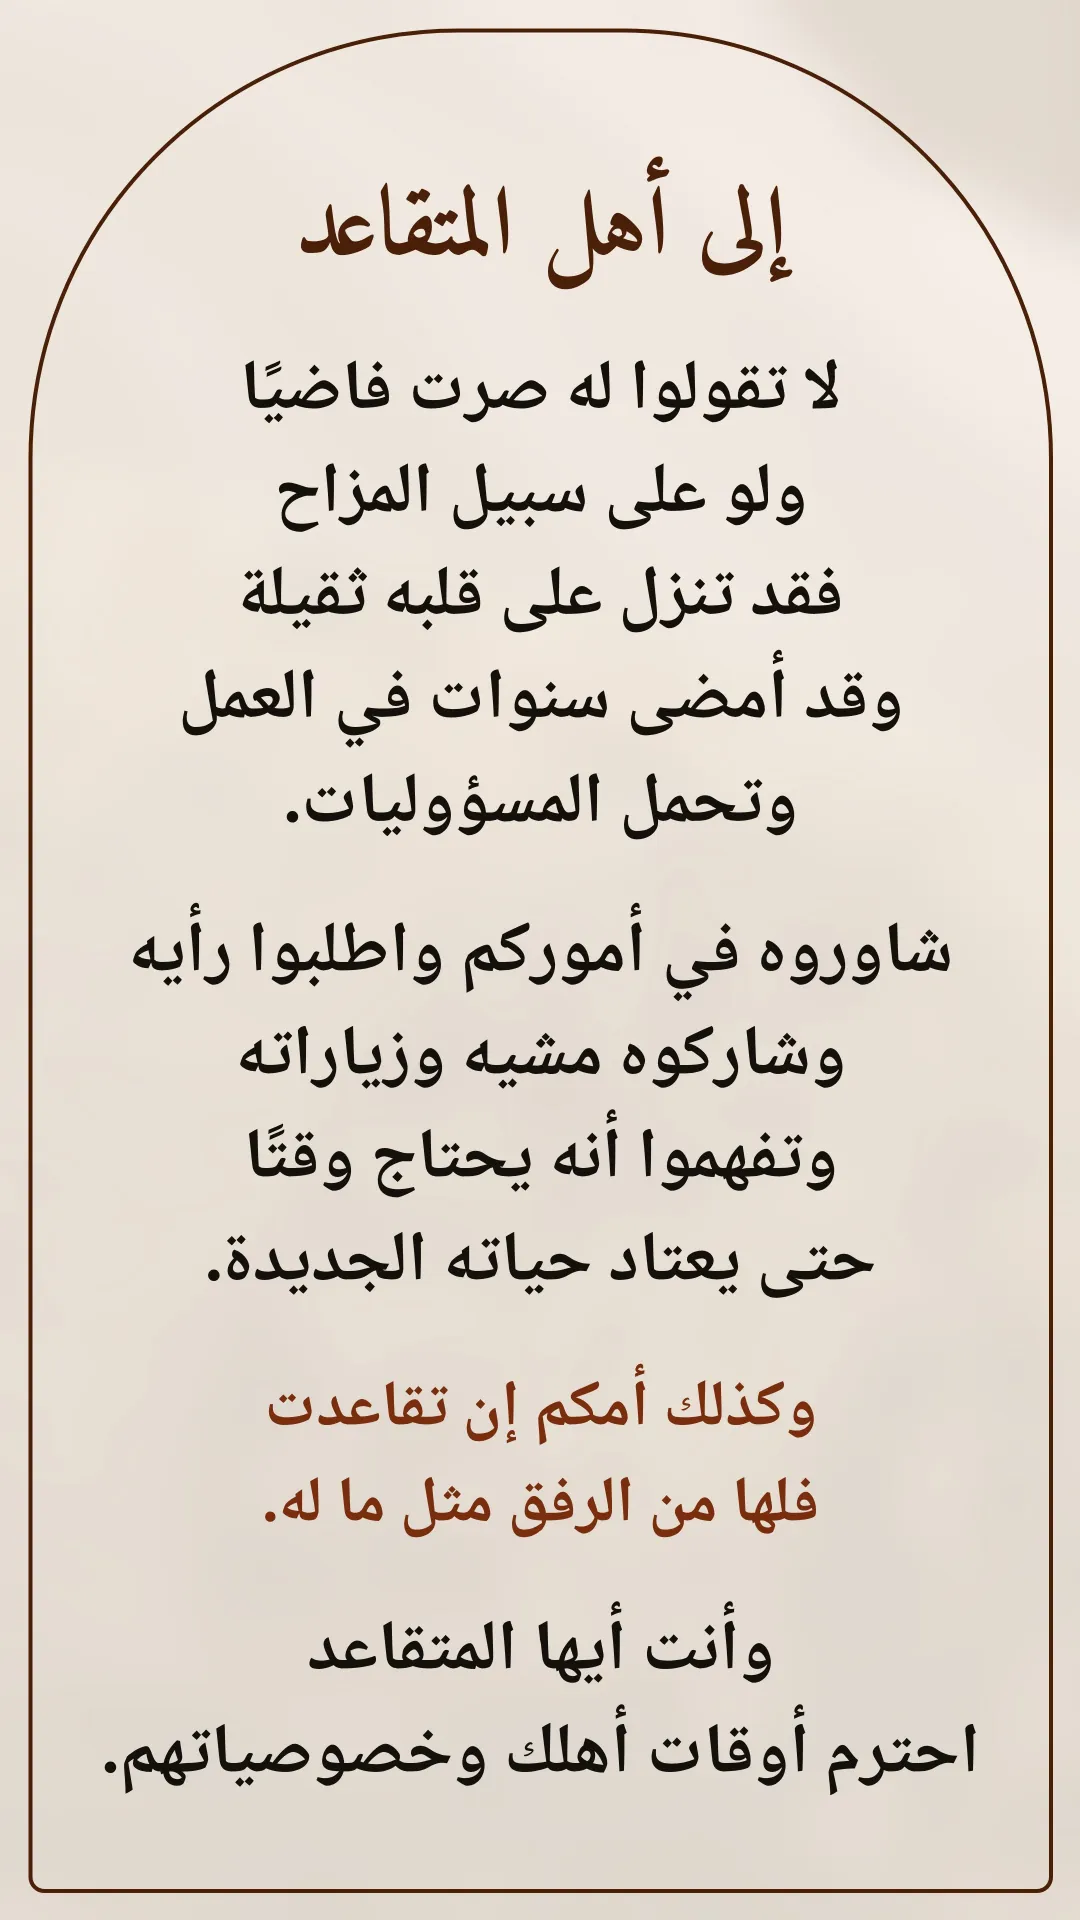 إلى أهل المتقاعد
لا تقولوا له صرت فاضيًا
ولو على سبيل المزاح
فقد تنزل على قلبه ثقيلة
وقد أمضى سنوات في العمل
وتحمل المسؤوليات.
شاوروه في أموركم واطلبوا رأيه
وشاركوه مشيه وزياراته
وتفهموا أنه يحتاج وقتًا
حتى يعتاد حياته الجديدة.
وكذلك أمكم إن تقاعدت
فلها من الرفق مثل ما له.
وأنت أيها المتقاعد
احترم أوقات أهلك وخصوصياتهم.